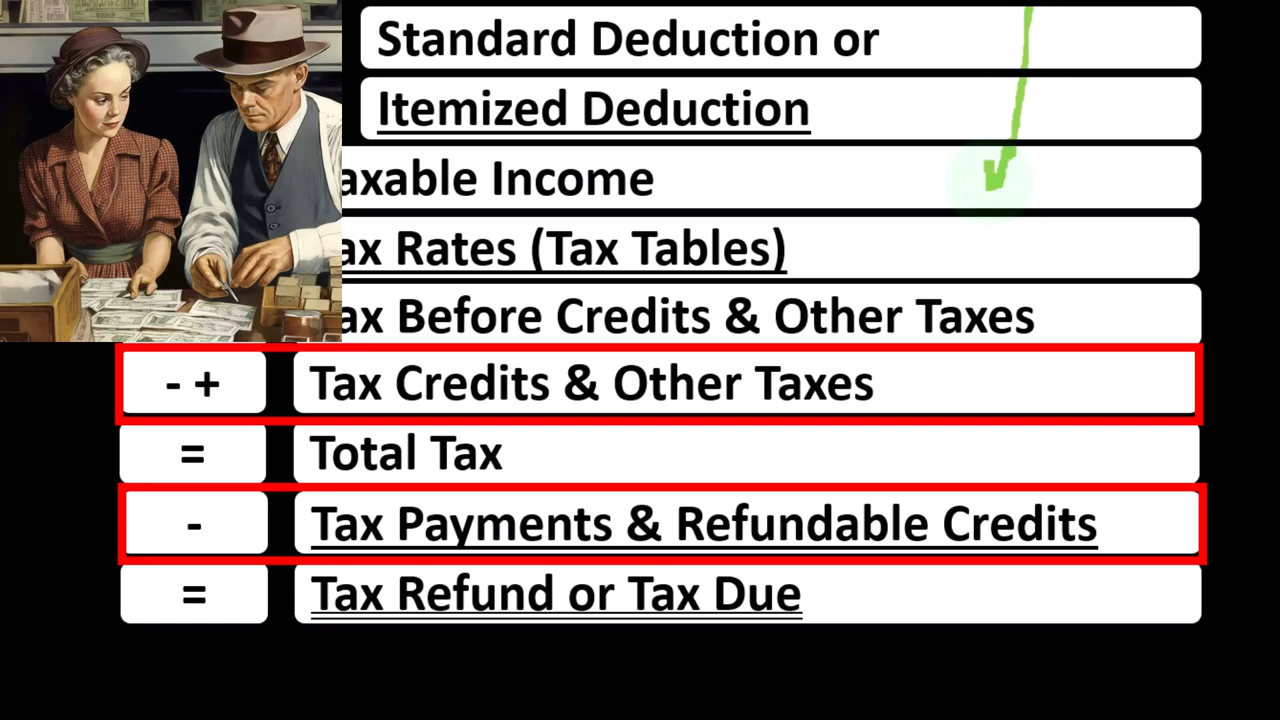 Standard Deduction or
Itemized Deduction
axable Income
ax Rates (Tax Tables)
ax Before Credits & Other Taxes
- + Tax Credits & Other Taxes
= Total Tax
- Tax Payments & Refundable Credits
= Tax Refund or Tax Due